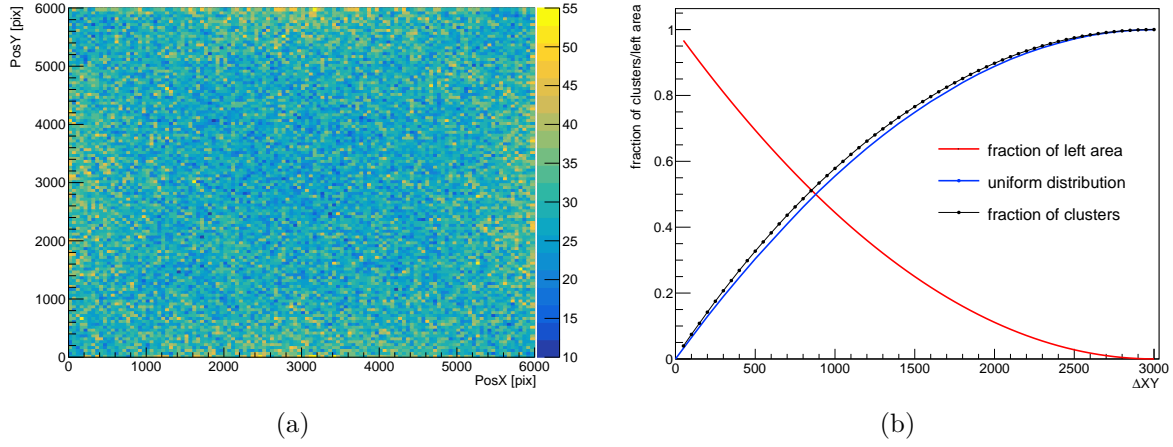 PosY [pix]
6000
5000
4000
3000
2000
1000
0
0 1000 2000 3000 4000 5000 6000
PosX [pix]
55
50
45
40
35
30
25
20
15
10
(a)
fraction of clusters/left area
1
0.8
0.6
0.4
0.2
0
fraction of left area
uniform distribution
fraction of clusters
0 500 1000 1500 2000 2500 3000
ΔXY
(b)